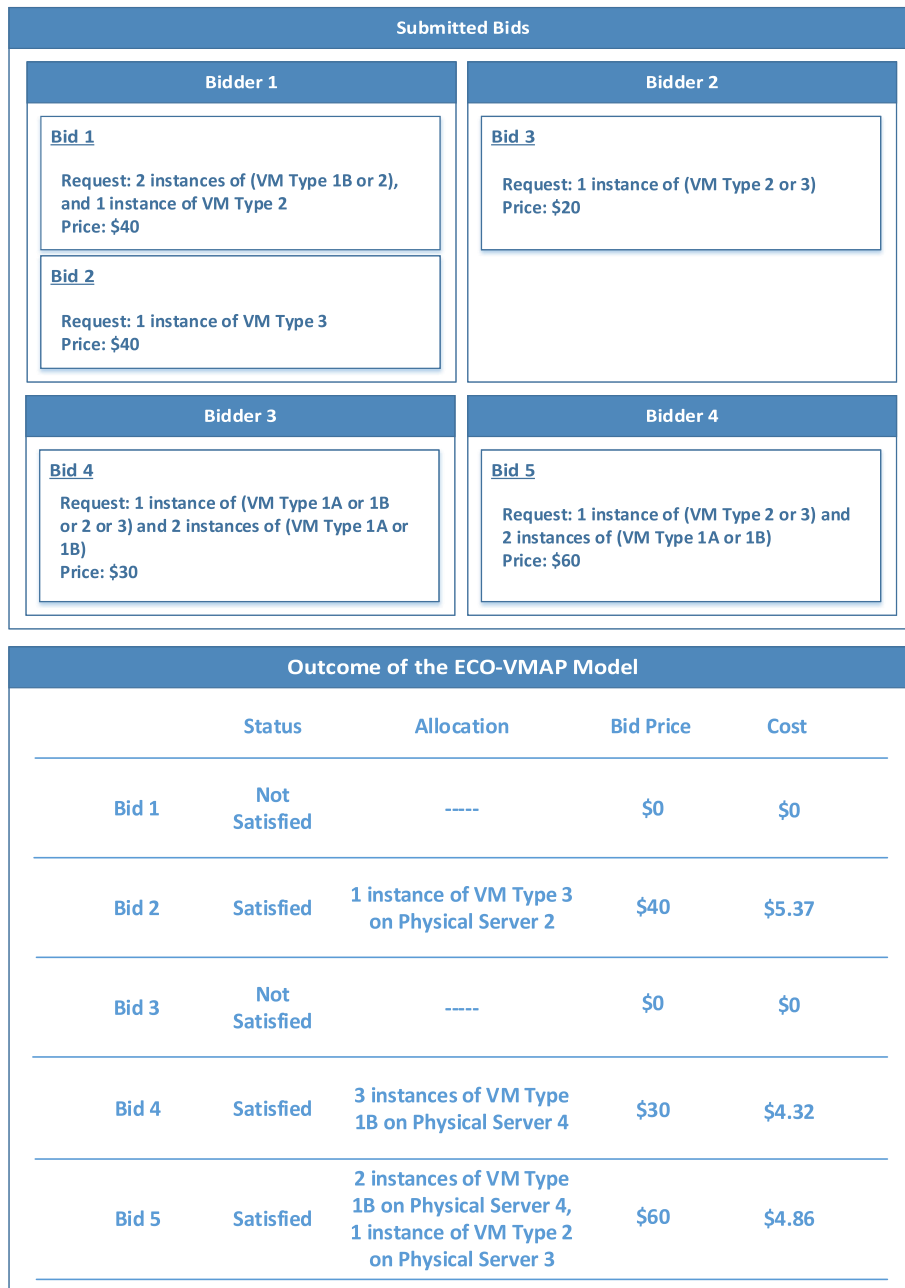 Submitted Bids
Bidder 1
Bid 1
Request: 2 instances of (VM Type 1B or 2),
and 1 instance of VM Type 2
Price: $40
Bid 2
Request: 1 instance of VM Type 3
Price: $40
Bidder 2
Bid 3
Request: 1 instance of (VM Type 2 or 3)
Price: $20
Bidder 3
Bid 4
Request: 1 instance of (VM Type 1A or 1B
or 2 or 3) and 2 instances of (VM Type 1A or
1B)
Price: $30
Bidder 4
Bid 5
Request: 1 instance of (VM Type 2 or 3) and
2 instances of (VM Type 1A or 1B)
Price: $60
Outcome of the ECO-VMAP Model
Status Allocation Bid Price Cost
Bid 1 Not Satisfied ----- $0 $0
Bid 2 Satisfied 1 instance of VM Type 3 on Physical Server 2 $40 $5.37
Bid 3 Not Satisfied ----- $0 $0
Bid 4 Satisfied 3 instances of VM Type 1B on Physical Server 4 $30 $4.32
Bid 5 Satisfied 2 instances of VM Type 1B on Physical Server 4, 1 instance of VM Type 2 on Physical Server 3 $60 $4.86